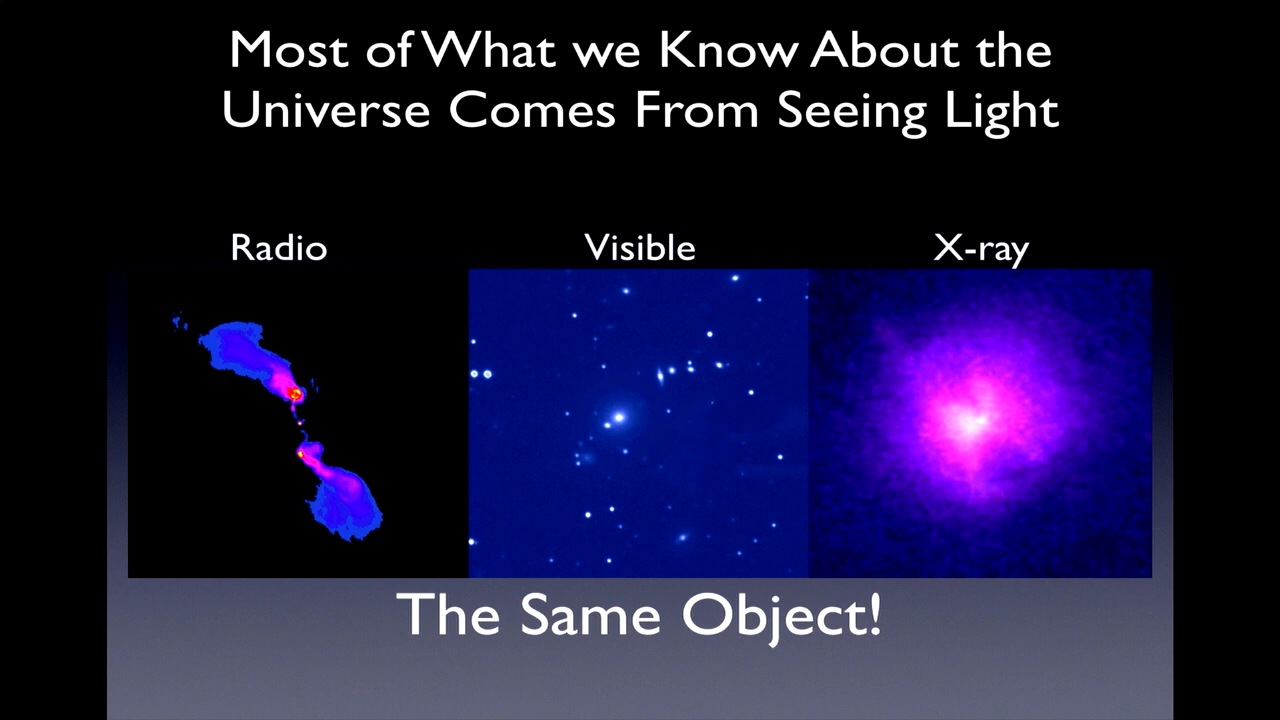 Most of What we Know About the
Universe Comes From Seeing Light
Radio
Visible
X-ray
The Same Object!